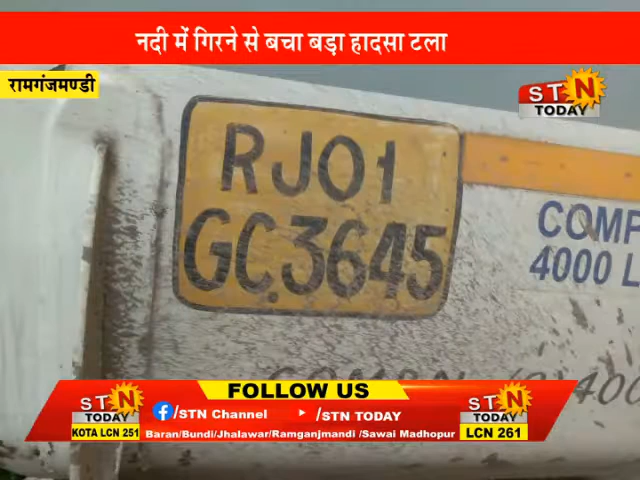 नदी में गिरने से बचा बड़ा हादसा टला
रामगंजमण्डी
STN
TODAY
RJ01
GC.3645
COMP
4000 L
FOLLOW US
STN
TODAY
KOTA LCN 251
/STN Channel
/STN TODAY
Baran/Bundi/Jhalawar/Ramganjmandi /Sawai Madhopur
STN
TODAY
LCN 261